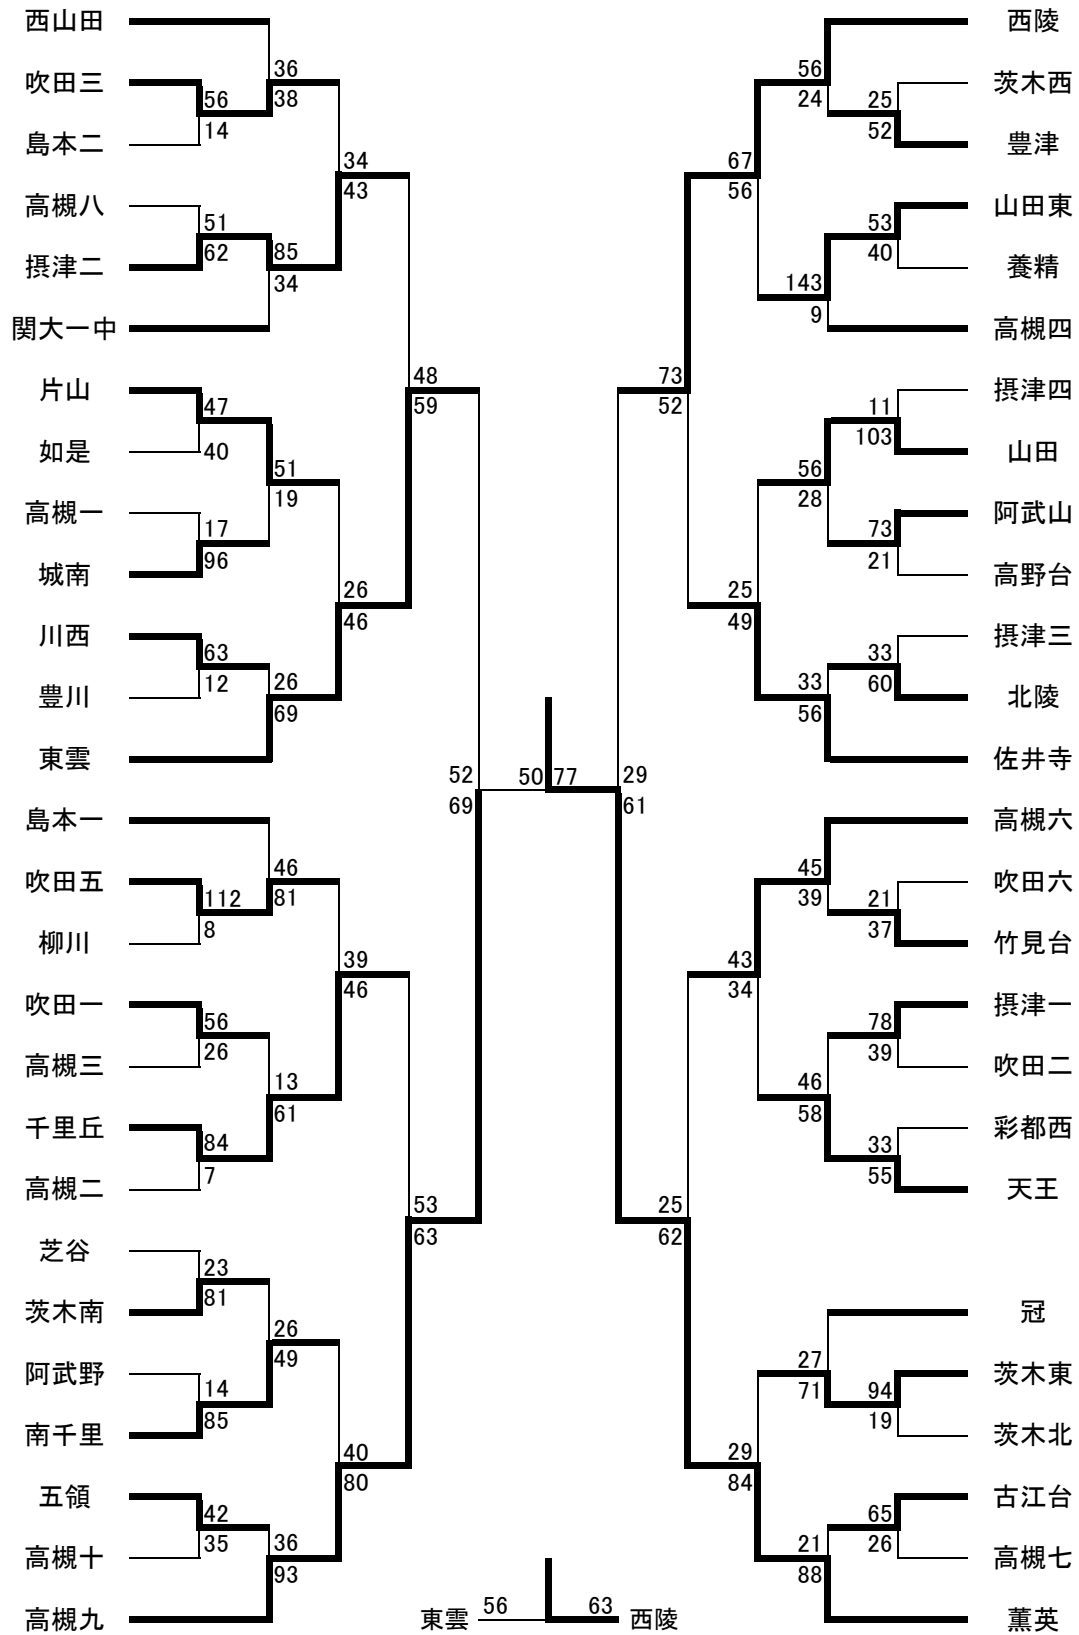 西山田
36
吹田三
56
38
14
島本二
34
43
高槻八
51
62
85
摂津二
34
関大一中
48
59
片山
47
如是
40
51
19
高槻一
17
96
城南
26
46
川西
63
12
26
豊川
69
東雲
52
69
島本一
46
吹田五
112
81
8
柳川
39
46
吹田一
56
26
高槻三
13
61
千里丘
84
7
高槻二
53
63
芝谷
23
81
茨木南
26
49
阿武野
14
85
南千里
40
80
五領
42
35
36
高槻十
93
高槻九
50
77
西陵
56
茨木西
24
25
52
豊津
67
56
山田東
53
40
養精
143
9
高槻四
73
52
摂津四
11
103
山田
56
28
阿武山
73
21
高野台
25
49
摂津三
33
60
33
北陵
56
佐井寺
29
61
高槻六
45
吹田六
39
21
37
竹見台
43
34
摂津一
78
39
吹田二
46
58
彩都西
33
55
天王
25
62
冠
27
茨木東
71
94
19
茨木北
29
84
古江台
65
26
21
高槻七
88
薫英
東雲 56 63 西陵